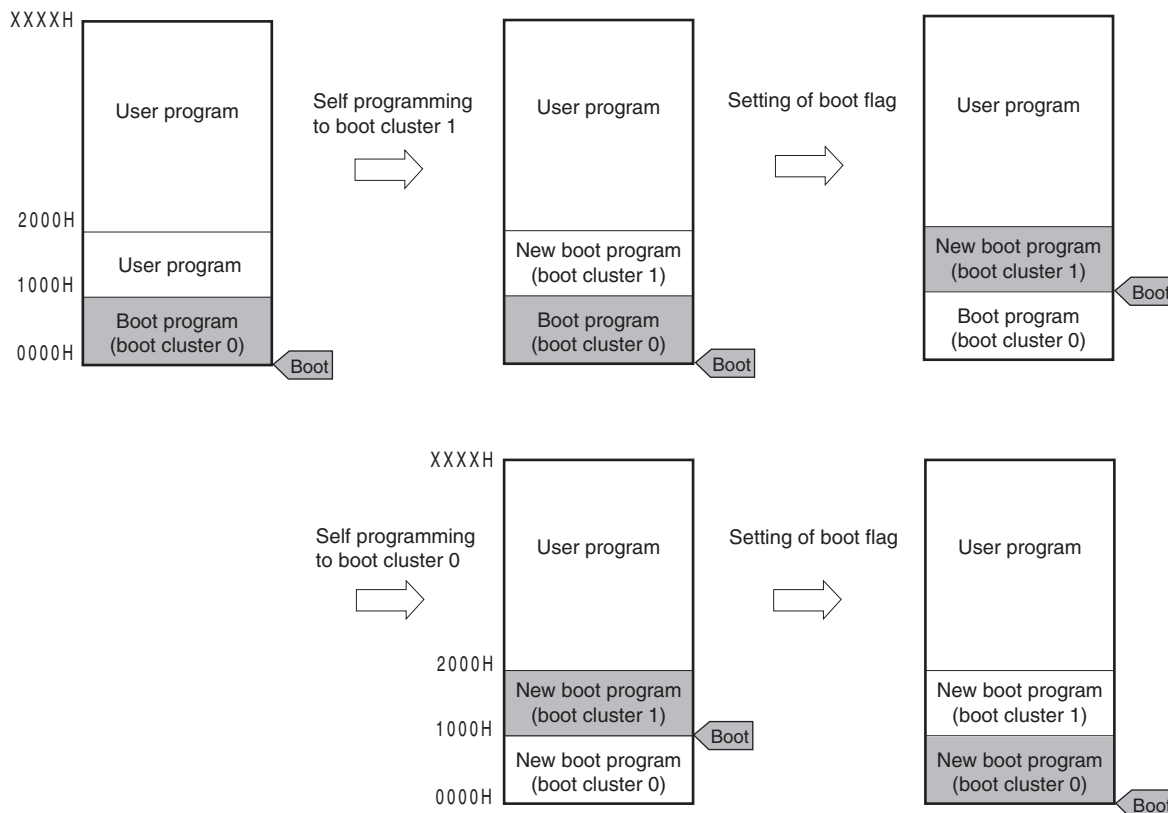 XXXXH
User program
2000H
User program
1000H
Boot program
(boot cluster 0)
0000H
Boot
Self programming
to boot cluster 1
User program
New boot program
(boot cluster 1)
Boot program
(boot cluster 0)
Boot
Setting of boot flag
User program
New boot program
(boot cluster 1)
Boot
Boot program
(boot cluster 0)
Self programming
to boot cluster 0
XXXXH
User program
2000H
New boot program
(boot cluster 1)
1000H
Boot
New boot program
(boot cluster 0)
0000H
Setting of boot flag
User program
New boot program
(boot cluster 1)
New boot program
(boot cluster 0)
Boot